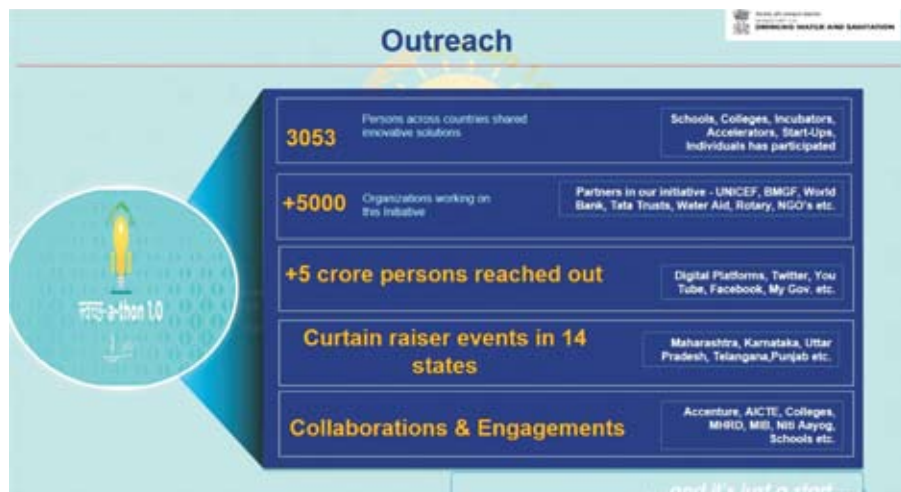 DRINKING WATER AND SANITATION
Outreach
3053
Persons across countries shared
innovative solutions
Schools, Colleges, Incubators,
Accelerators, Start-Ups,
Individuals has participated
+5000
Organizations working on
this Initiative
Partners in our initiative - UNICEF, BMGF, World
Bank, Tata Trusts, Water Aid, Rotary, NGO's etc.
+5 crore persons reached out
Digital Platforms, Twitter, You
Tube, Facebook, My Gov. etc.
स्वच्छ-a-thon 1.0
Curtain raiser events in 14
states
Maharashtra, Karnataka, Uttar
Pradesh, Telangana,Punjab etc.
Collaborations & Engagements
Accenture, AICTE, Colleges,
MHRD, MIB, Niti Aayog,
Schools etc.
and it's just a start